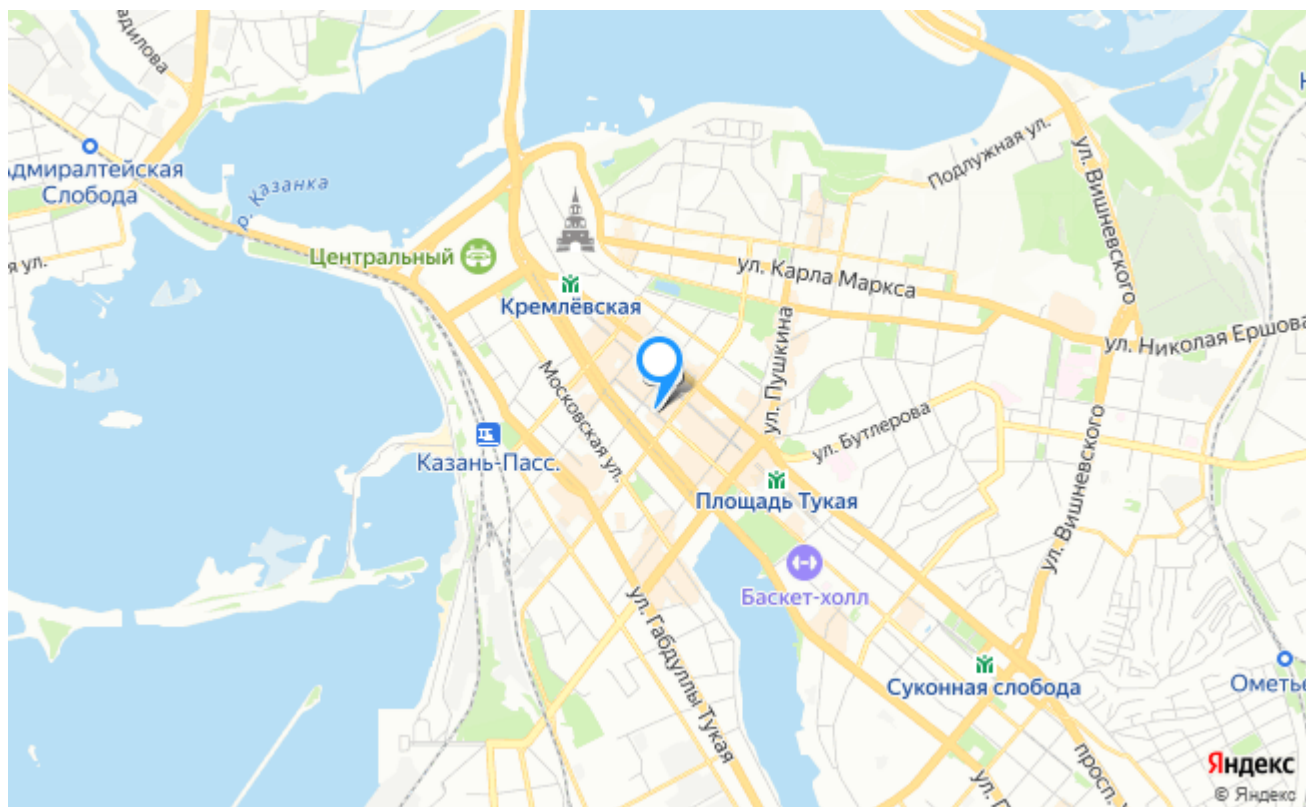 адилова
Адмиралтейская
Слобода
р. Казанка
я ул.
Центральный
Кремлёвская
Подлужная ул.
ул. Вишневского
ул. Карла Маркса
ул. Николая Ершова
ул. Пушкина
Московская ул.
Казань-Пасс.
ул. Бутлерова
Площадь Тукая
ул. Вишневского
Баскет-холл
ул. Габдуллы Тукая
Суконная слобода
Ометье
просп.
Яндекс
© Яндекс